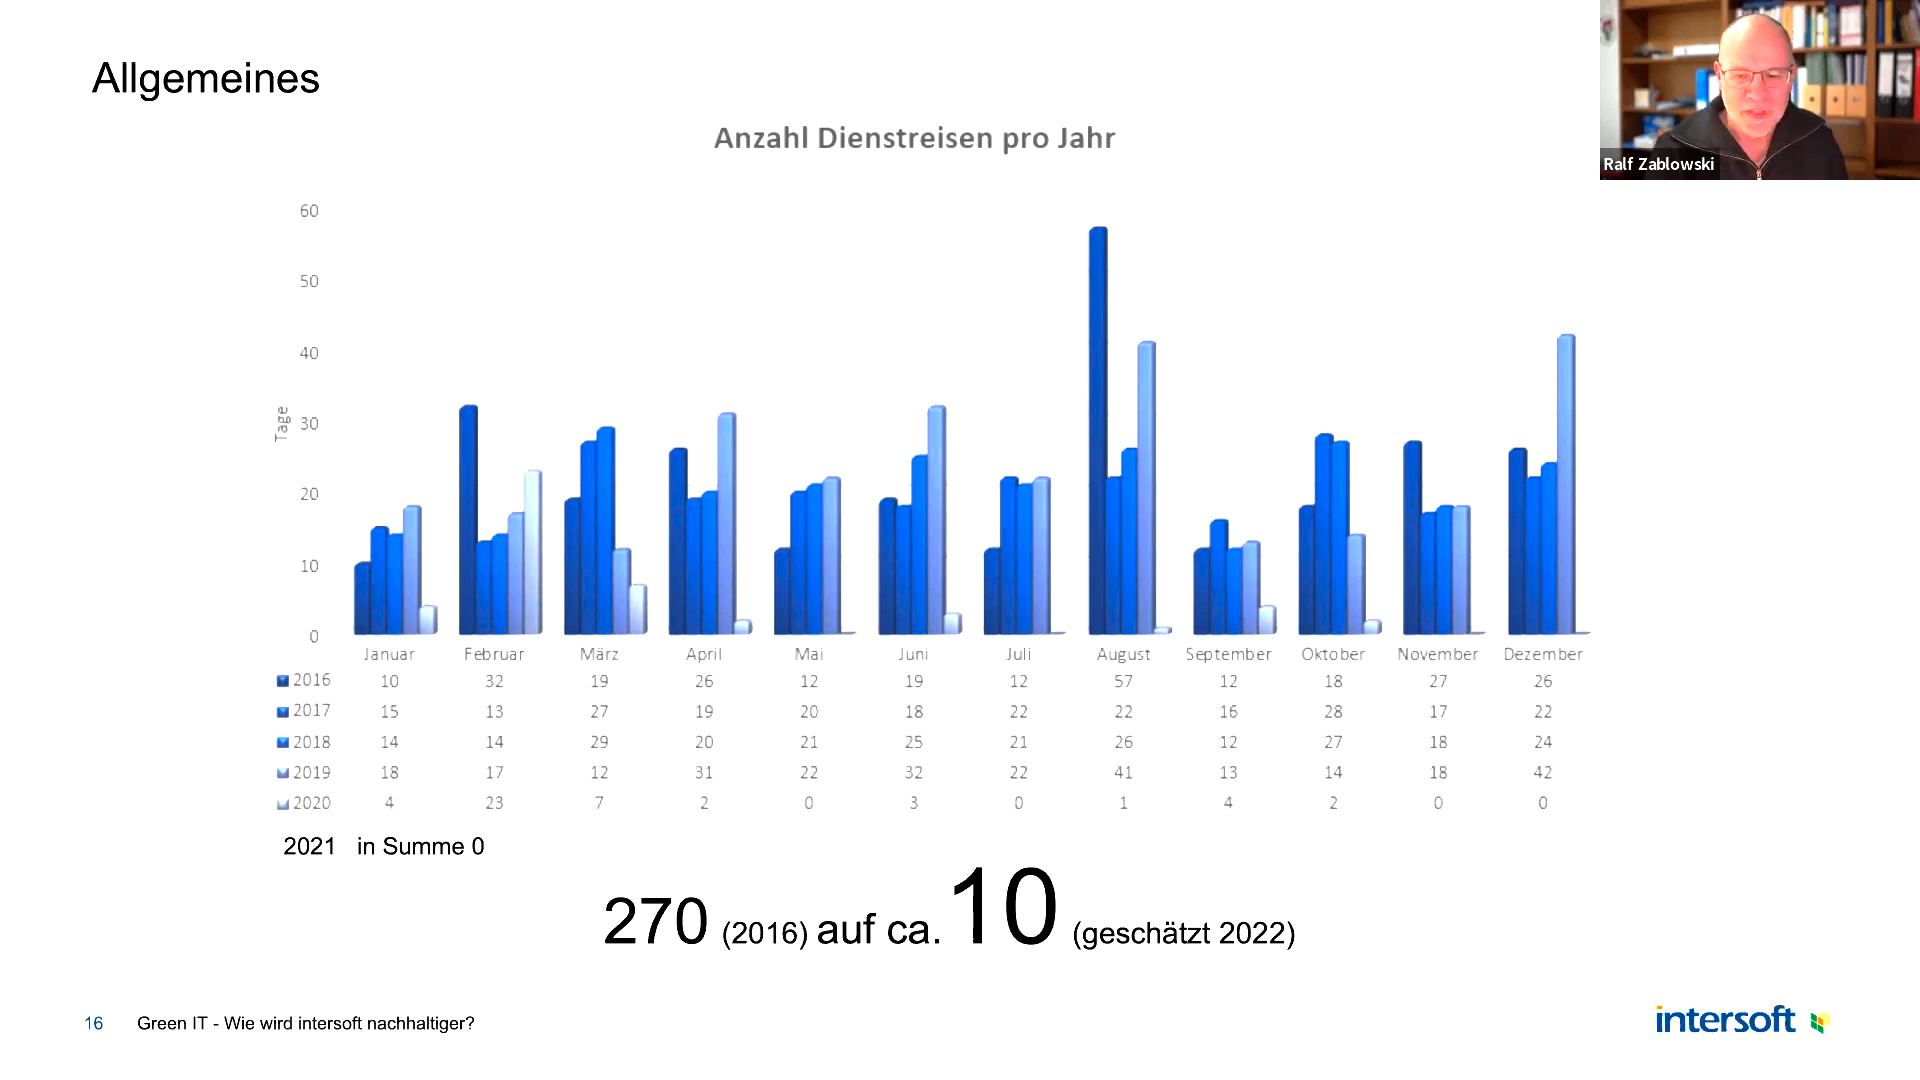 Allgemeines
Ralf Zablowski
Anzahl Dienstreisen pro Jahr
60
50
40
30
20
10
0
Tage
Januar Februar März April Mai Juni Juli August September Oktober November Dezember
2016 10 32 19 26 12 19 12 57 12 18 27 26
2017 15 13 27 19 20 18 22 22 16 28 17 22
2018 14 14 29 20 21 25 21 26 12 27 18 24
2019 18 17 12 31 22 32 22 41 13 14 18 42
2020 4 23 7 2 0 3 0 1 4 2 0 0
2021 in Summe 0
270 (2016) auf ca. 10 (geschätzt 2022)
16 Green IT - Wie wird intersoft nachhaltiger?
intersoft